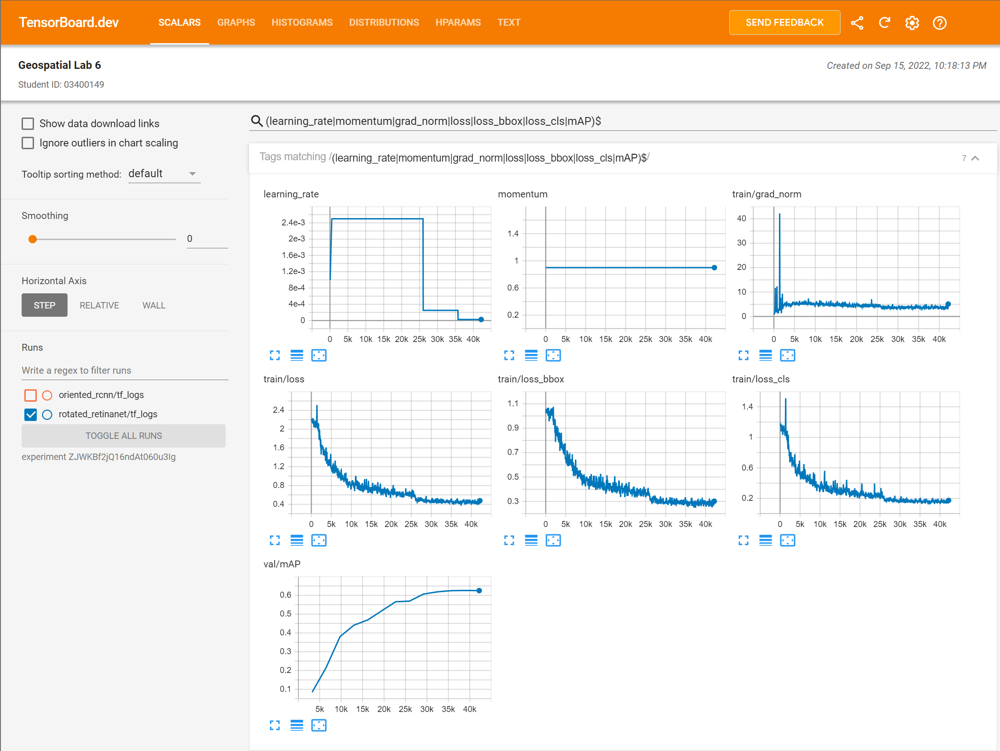 TensorBoard.dev SCALARS GRAPHS HISTOGRAMS DISTRIBUTIONS HPARAMS TEXT SEND FEEDBACK
Geospatial Lab 6
Created on Sep 15, 2022, 10:18:13 PM
Student ID: 03400149
Show data download links
Ignore outliers in chart scaling
Tooltip sorting method: default
Smoothing
0
Horizontal Axis
STEP RELATIVE WALL
Runs
Write a regex to filter runs
oriented_rcnn/tf_logs
rotated_retinanet/tf_logs
TOGGLE ALL RUNS
experiment ZJWKBf2jQ16ndAt060u3Ig
(learning_rate|momentum|grad_norm|loss|loss_bbox|loss_cls|mAP)$
Tags matching /(learning_rate|momentum|grad_norm|loss|loss_bbox|loss_cls|mAP)$/
7
learning_rate
2.4e-3
2e-3
1.6e-3
1.2e-3
8e-4
4e-4
0
0 5k 10k 15k 20k 25k 30k 35k 40k
momentum
1.4
1
0.6
0.2
0 5k 10k 15k 20k 25k 30k 35k 40k
train/grad_norm
40
30
20
10
0
0 5k 10k 15k 20k 25k 30k 35k 40k
train/loss
2.4
2
1.6
1.2
0.8
0.4
0 5k 10k 15k 20k 25k 30k 35k 40k
train/loss_bbox
1.1
0.9
0.7
0.5
0.3
0 5k 10k 15k 20k 25k 30k 35k 40k
train/loss_cls
1.4
1
0.6
0.2
0 5k 10k 15k 20k 25k 30k 35k 40k
val/mAP
0.6
0.5
0.4
0.3
0.2
0.1
5k 10k 15k 20k 25k 30k 35k 40k